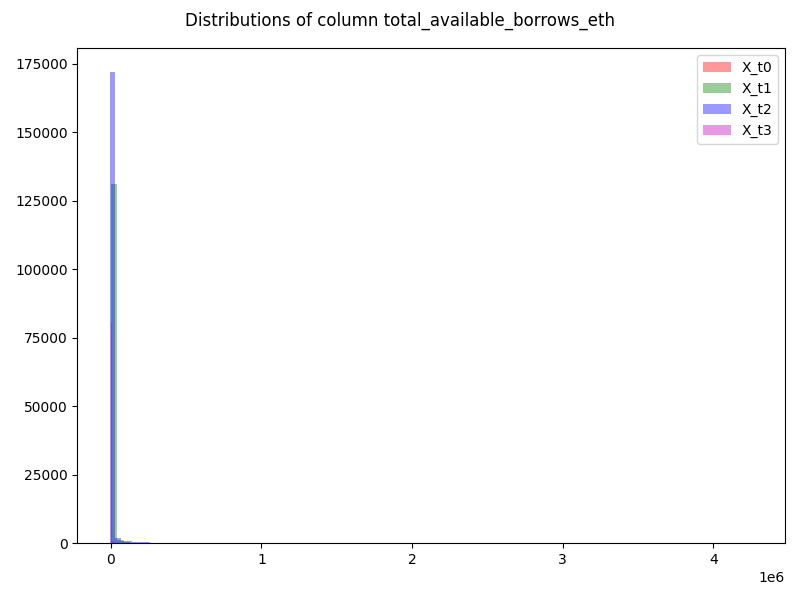 Distributions of column total_available_borrows_eth
175000
150000
125000
100000
75000
50000
25000
0
X_t0
X_t1
X_t2
X_t3
0 1 2 3 4
1e6